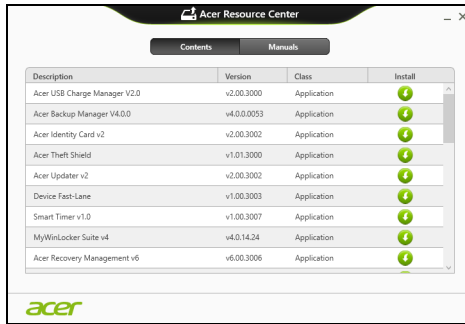 Acer Resource Center
Contents Manuals
Description Version Class Install
Acer USB Charge Manager V2.0 v2.00.3000 Application
Acer Backup Manager V4.0.0 v4.0.0.0053 Application
Acer Identity Card v2 v2.00.3002 Application
Acer Theft Shield v1.01.3000 Application
Acer Updater v2 v2.00.3002 Application
Device Fast-Lane v1.00.3003 Application
Smart Timer v1.0 v1.00.3007 Application
MyWinLocker Suite v4 v4.0.14.24 Application
Acer Recovery Management v6 v6.00.3006 Application
acer